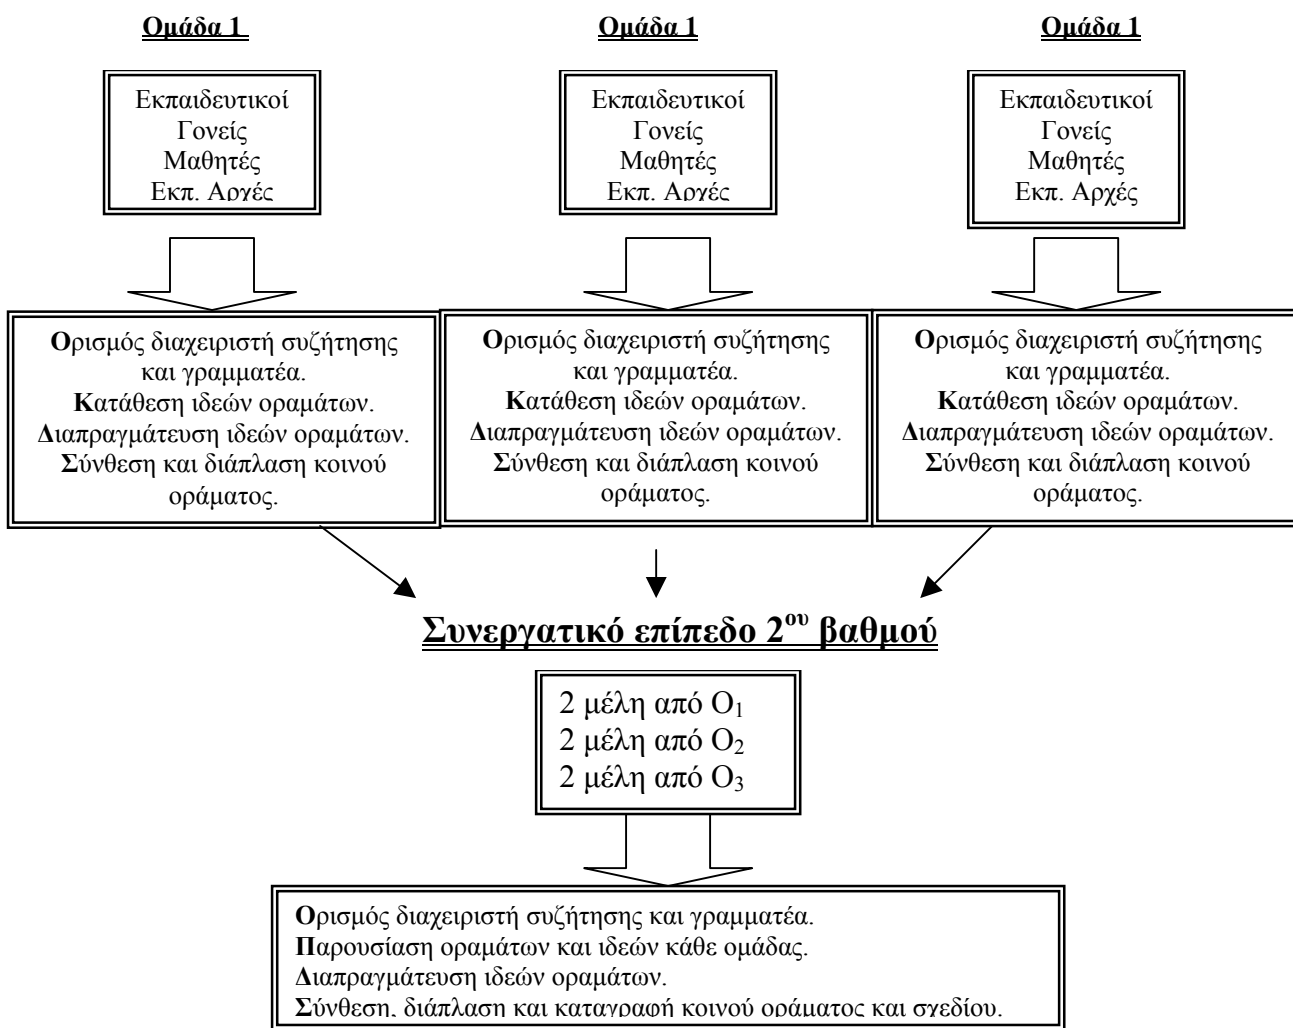 Ομάδα 1
Ομάδα 1
Ομάδα 1
Εκπαιδευτικοί
Γονείς
Μαθητές
Εκπ. Αρχές
Εκπαιδευτικοί
Γονείς
Μαθητές
Εκπ. Αρχές
Εκπαιδευτικοί
Γονείς
Μαθητές
Εκπ. Αρχές
Ορισμός διαχειριστή συζήτησης
και γραμματέα.
Κατάθεση ιδεών οραμάτων.
Διαπραγμάτευση ιδεών οραμάτων.
Σύνθεση και διάπλαση κοινού
οράματος.
Ορισμός διαχειριστή συζήτησης
και γραμματέα.
Κατάθεση ιδεών οραμάτων.
Διαπραγμάτευση ιδεών οραμάτων.
Σύνθεση και διάπλαση κοινού
οράματος.
Ορισμός διαχειριστή συζήτησης
και γραμματέα.
Κατάθεση ιδεών οραμάτων.
Διαπραγμάτευση ιδεών οραμάτων.
Σύνθεση και διάπλαση κοινού
οράματος.
Συνεργατικό επίπεδο 2ου βαθμού
2 μέλη από Ο1
2 μέλη από Ο2
2 μέλη από Ο3
Ορισμός διαχειριστή συζήτησης και γραμματέα.
Παρουσίαση οραμάτων και ιδεών κάθε ομάδας.
Διαπραγμάτευση ιδεών οραμάτων.
Σύνθεση, διάπλαση και καταγραφή κοινού οράματος και σχεδίου.